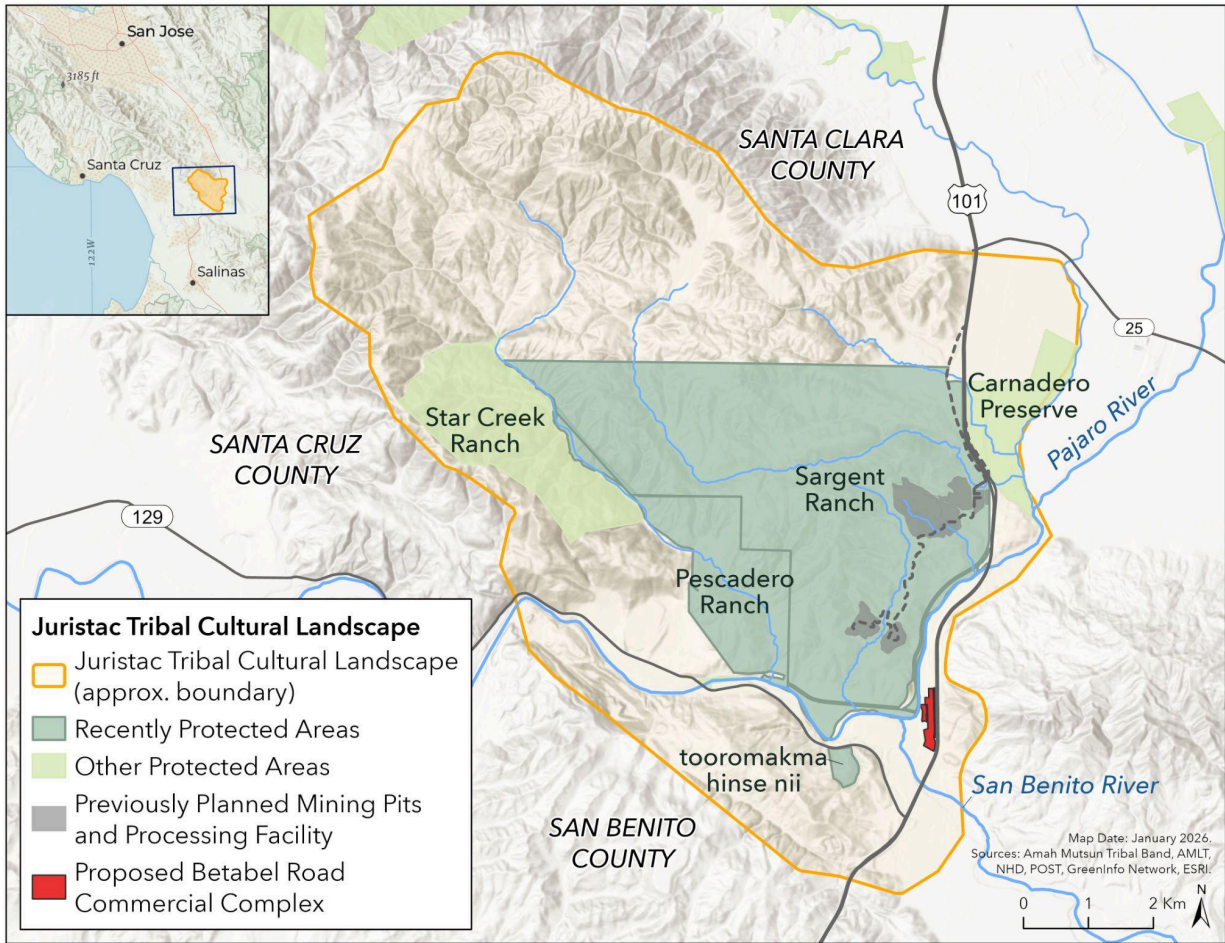 San Jose
3185 ft
Santa Cruz
122W
Salinas
SANTA CLARA
COUNTY
101
25
Carnadero
Preserve
Pajaro River
Star Creek
Ranch
SANTA CRUZ
COUNTY
Sargent
Ranch
129
Pescadero
Ranch
tooromakma
hinse nii
San Benito River
SAN BENITO
COUNTY
Juristac Tribal Cultural Landscape
Juristac Tribal Cultural Landscape
(approx. boundary)
Recently Protected Areas
Other Protected Areas
Previously Planned Mining Pits
and Processing Facility
Proposed Betabel Road
Commercial Complex
Map Date: January 2026.
Sources: Amah Mutsun Tribal Band, AMLT,
NHD, POST, GreenInfo Network, ESRI.
N
0 1 2 Km